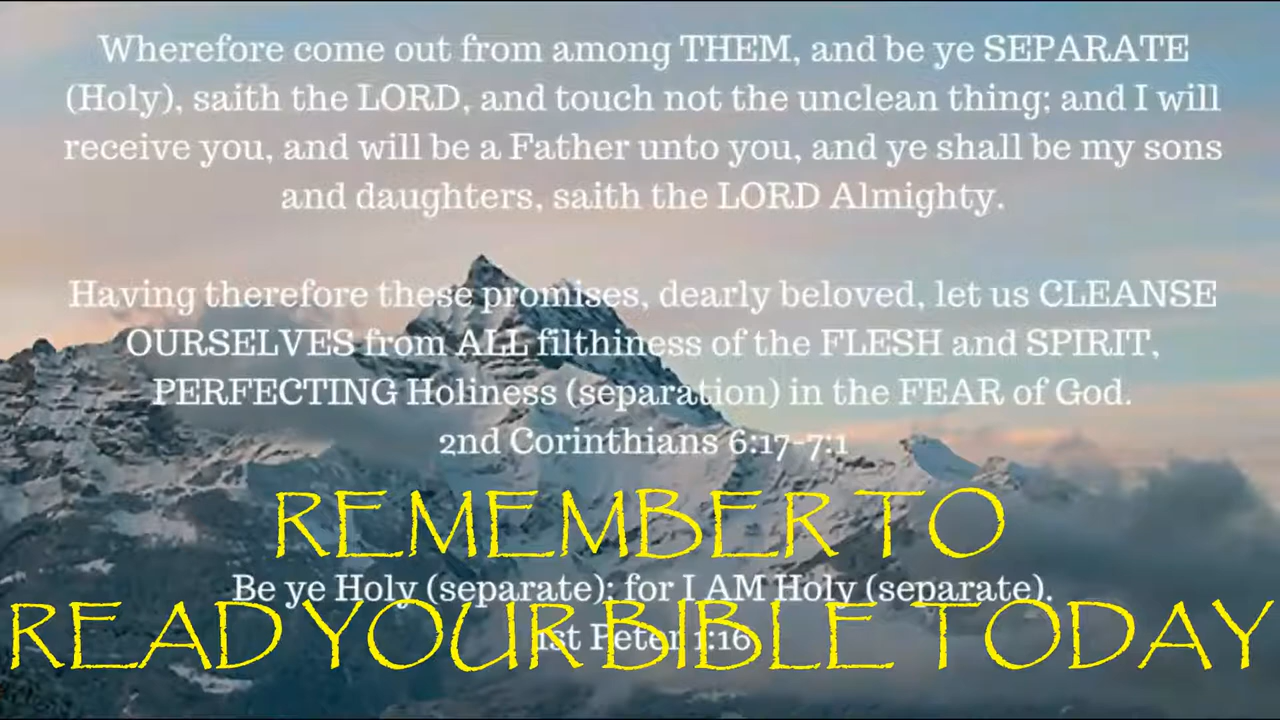 Wherefore come out from among THEM, and be ye SEPARATE
(Holy), saith the LORD, and touch not the unclean thing; and I will
receive you, and will be a Father unto you, and ye shall be my sons
and daughters, saith the LORD Almighty.
Having therefore these promises, dearly beloved, let us CLEANSE
OURSELVES from ALL filthiness of the FLESH and SPIRIT,
PERFECTING Holiness (separation) in the FEAR of God.
2nd Corinthians 6:17-7:1
REMEMBER TO
Be ye Holy (separate); for I AM Holy (separate).
READ YOUR BIBLE TODAY
1st Peter 1:16